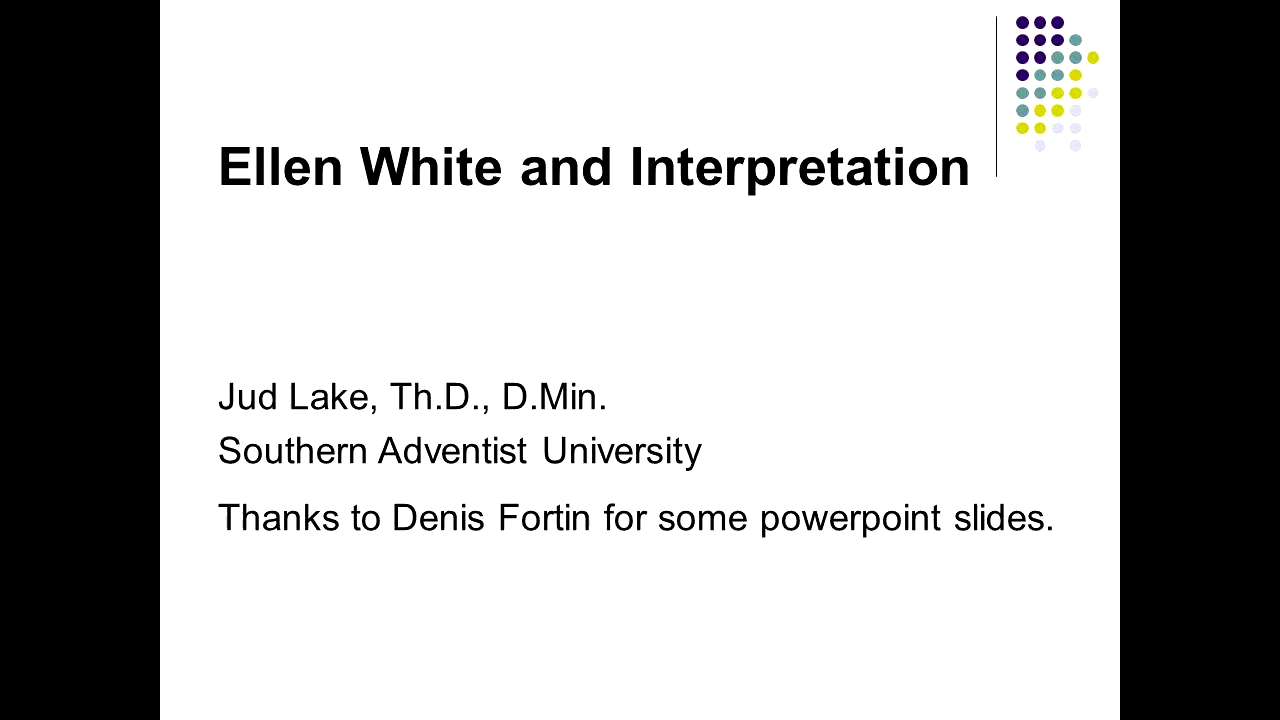 Ellen White and Interpretation
Jud Lake, Th.D., D.Min.
Southern Adventist University
Thanks to Denis Fortin for some powerpoint slides.